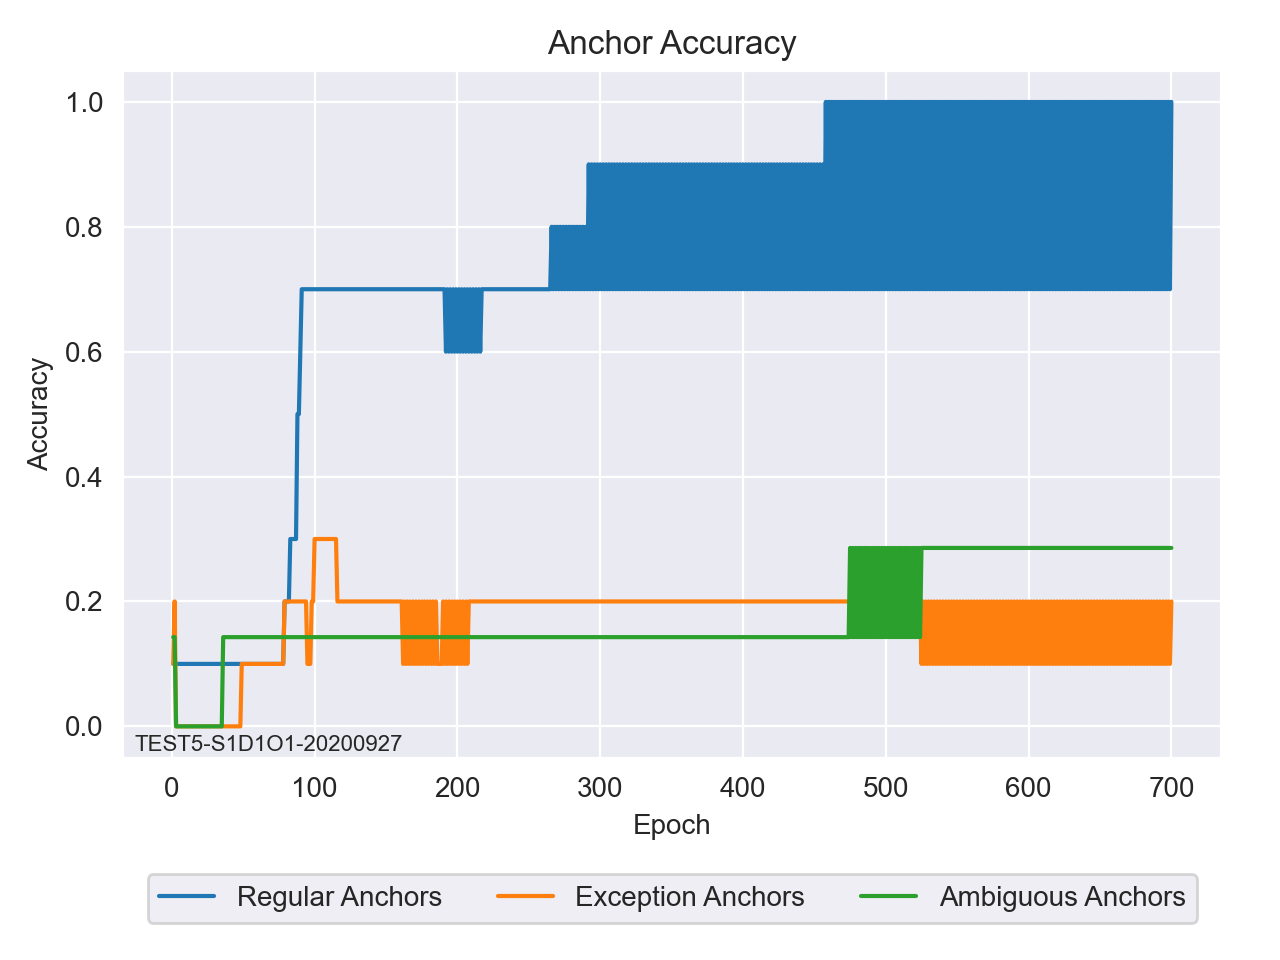 Anchor Accuracy
1.0
0.8
0.6
0.4
0.2
0.0
Accuracy
TEST5-S1D1O1-20200927
0 100 200 300 400 500 600 700
Epoch
Regular Anchors Exception Anchors Ambiguous Anchors